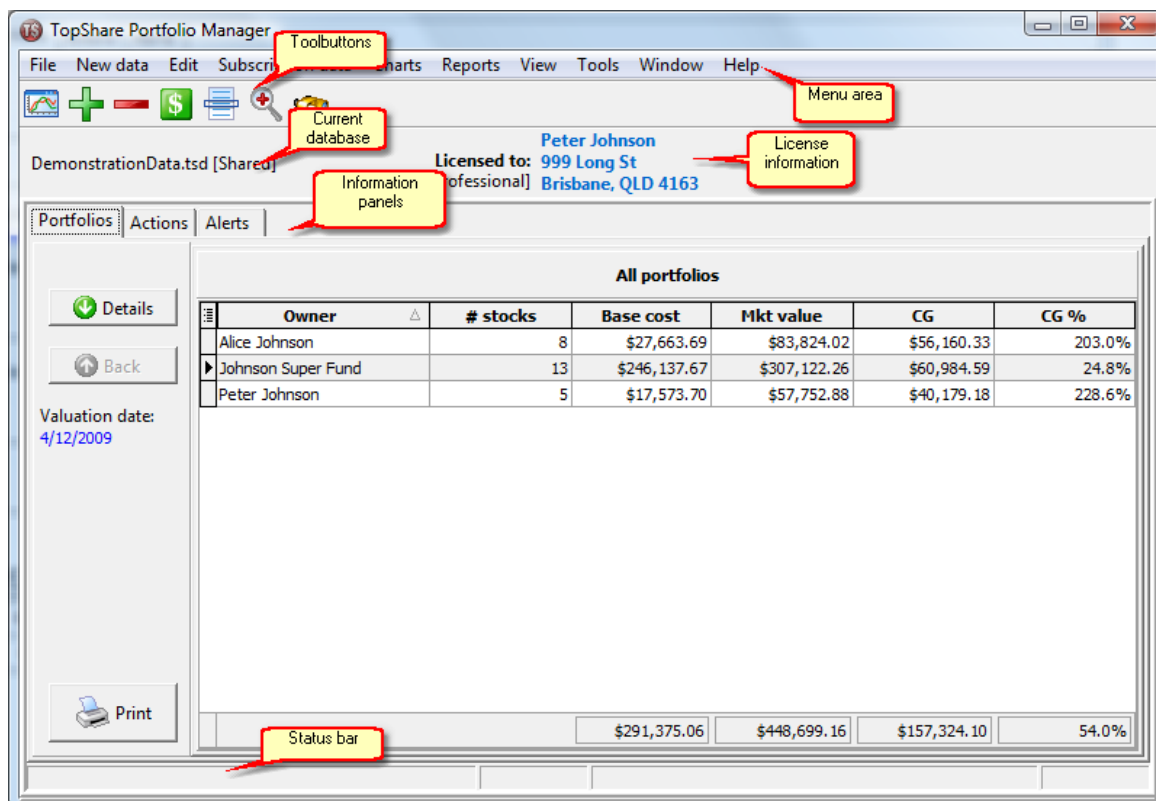 TS TopShare Portfolio Manager
Toolbuttons
File New data Edit Subscri Charts Reports View Tools Window Help
Menu area
Current
database
DemonstrationData.tsd [Shared]
Licensed to:
Peter Johnson
999 Long St
Brisbane, QLD 4163
License
information
Information
panels
Portfolios Actions Alerts
All portfolios
Details
Back
Valuation date:
4/12/2009
Print
Owner # stocks Base cost Mkt value CG CG %
Alice Johnson 8 $27,663.69 $83,824.02 $56,160.33 203.0%
Johnson Super Fund 13 $246,137.67 $307,122.26 $60,984.59 24.8%
Peter Johnson 5 $17,573.70 $57,752.88 $40,179.18 228.6%
$291,375.06 $448,699.16 $157,324.10 54.0%
Status bar